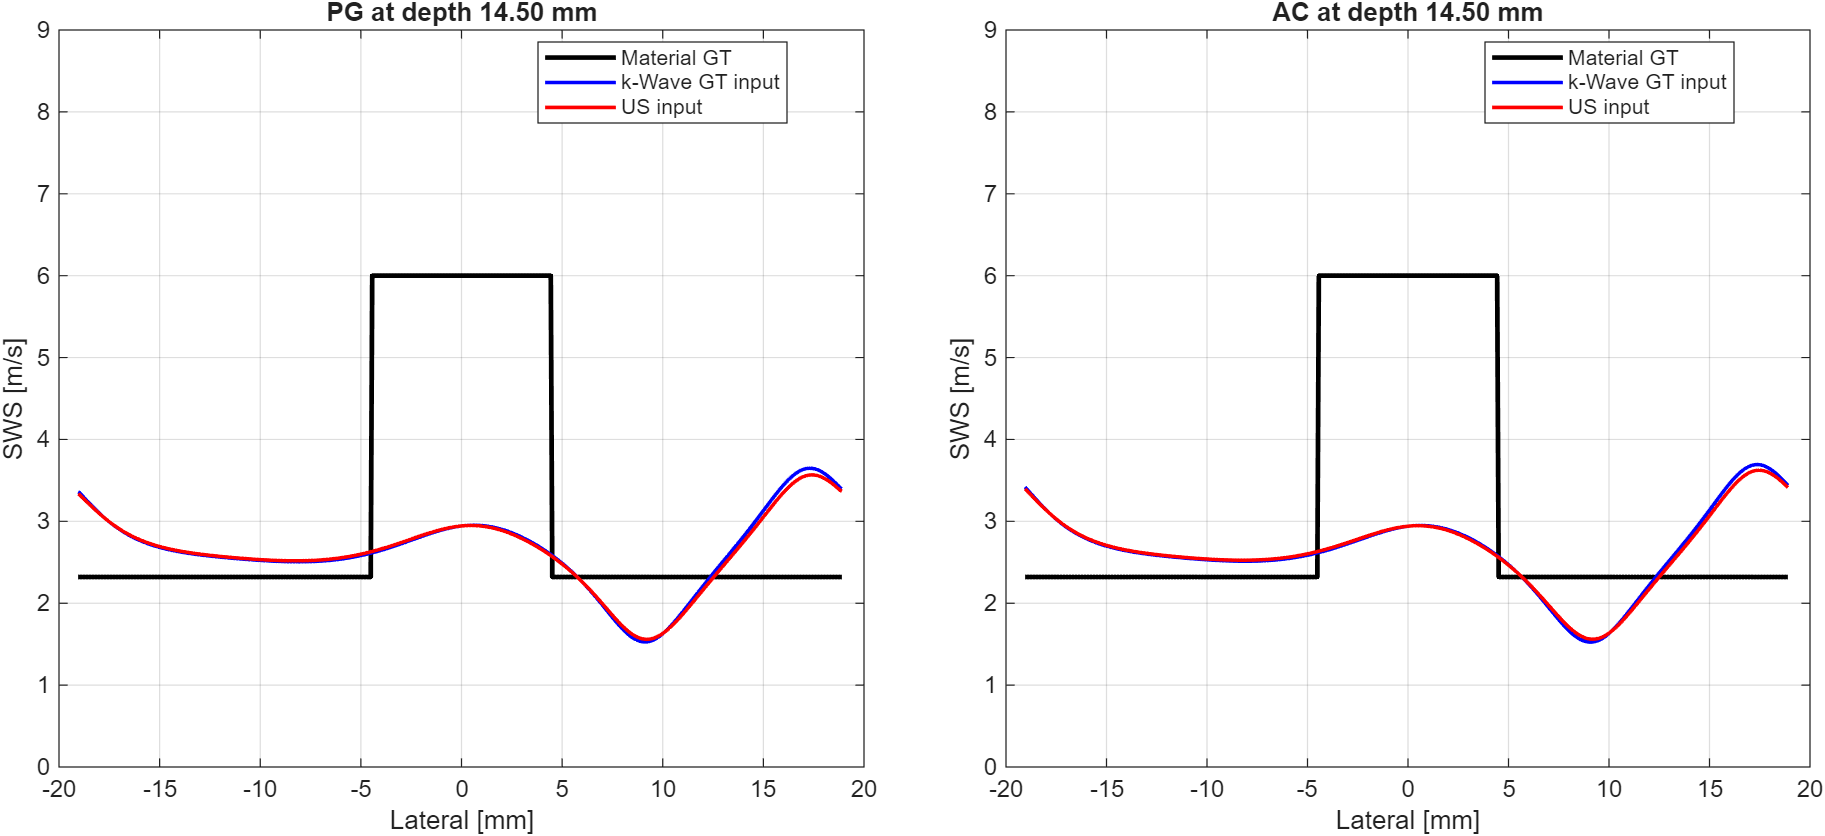 PG at depth 14.50 mm
Material GT
k-Wave GT input
US input
9
8
7
6
5
4
3
2
1
0
SWS [m/s]
-20 -15 -10 -5 0 5 10 15 20
Lateral [mm]
AC at depth 14.50 mm
Material GT
k-Wave GT input
US input
9
8
7
6
5
4
3
2
1
0
SWS [m/s]
-20 -15 -10 -5 0 5 10 15 20
Lateral [mm]